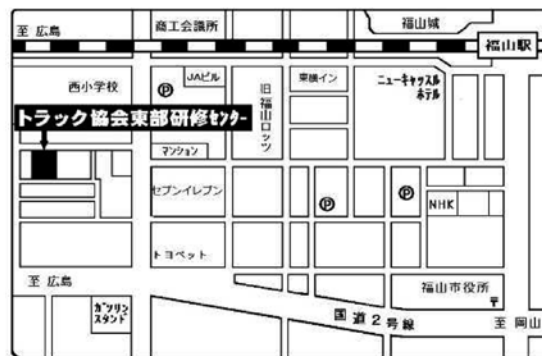 至 広島
商工会議所
福山城
福山駅
西小学校
JAビル
Ⓟ
旧福山ロッツ
東横イン
ニューキャッスル
ホテル
トラック協会東部研修センター
マンション
セブンイレブン
Ⓟ
Ⓟ
NHK
トヨペット
至 広島
福山市役所
〒
ガソリン
スタンド
国道2号線
至 岡山